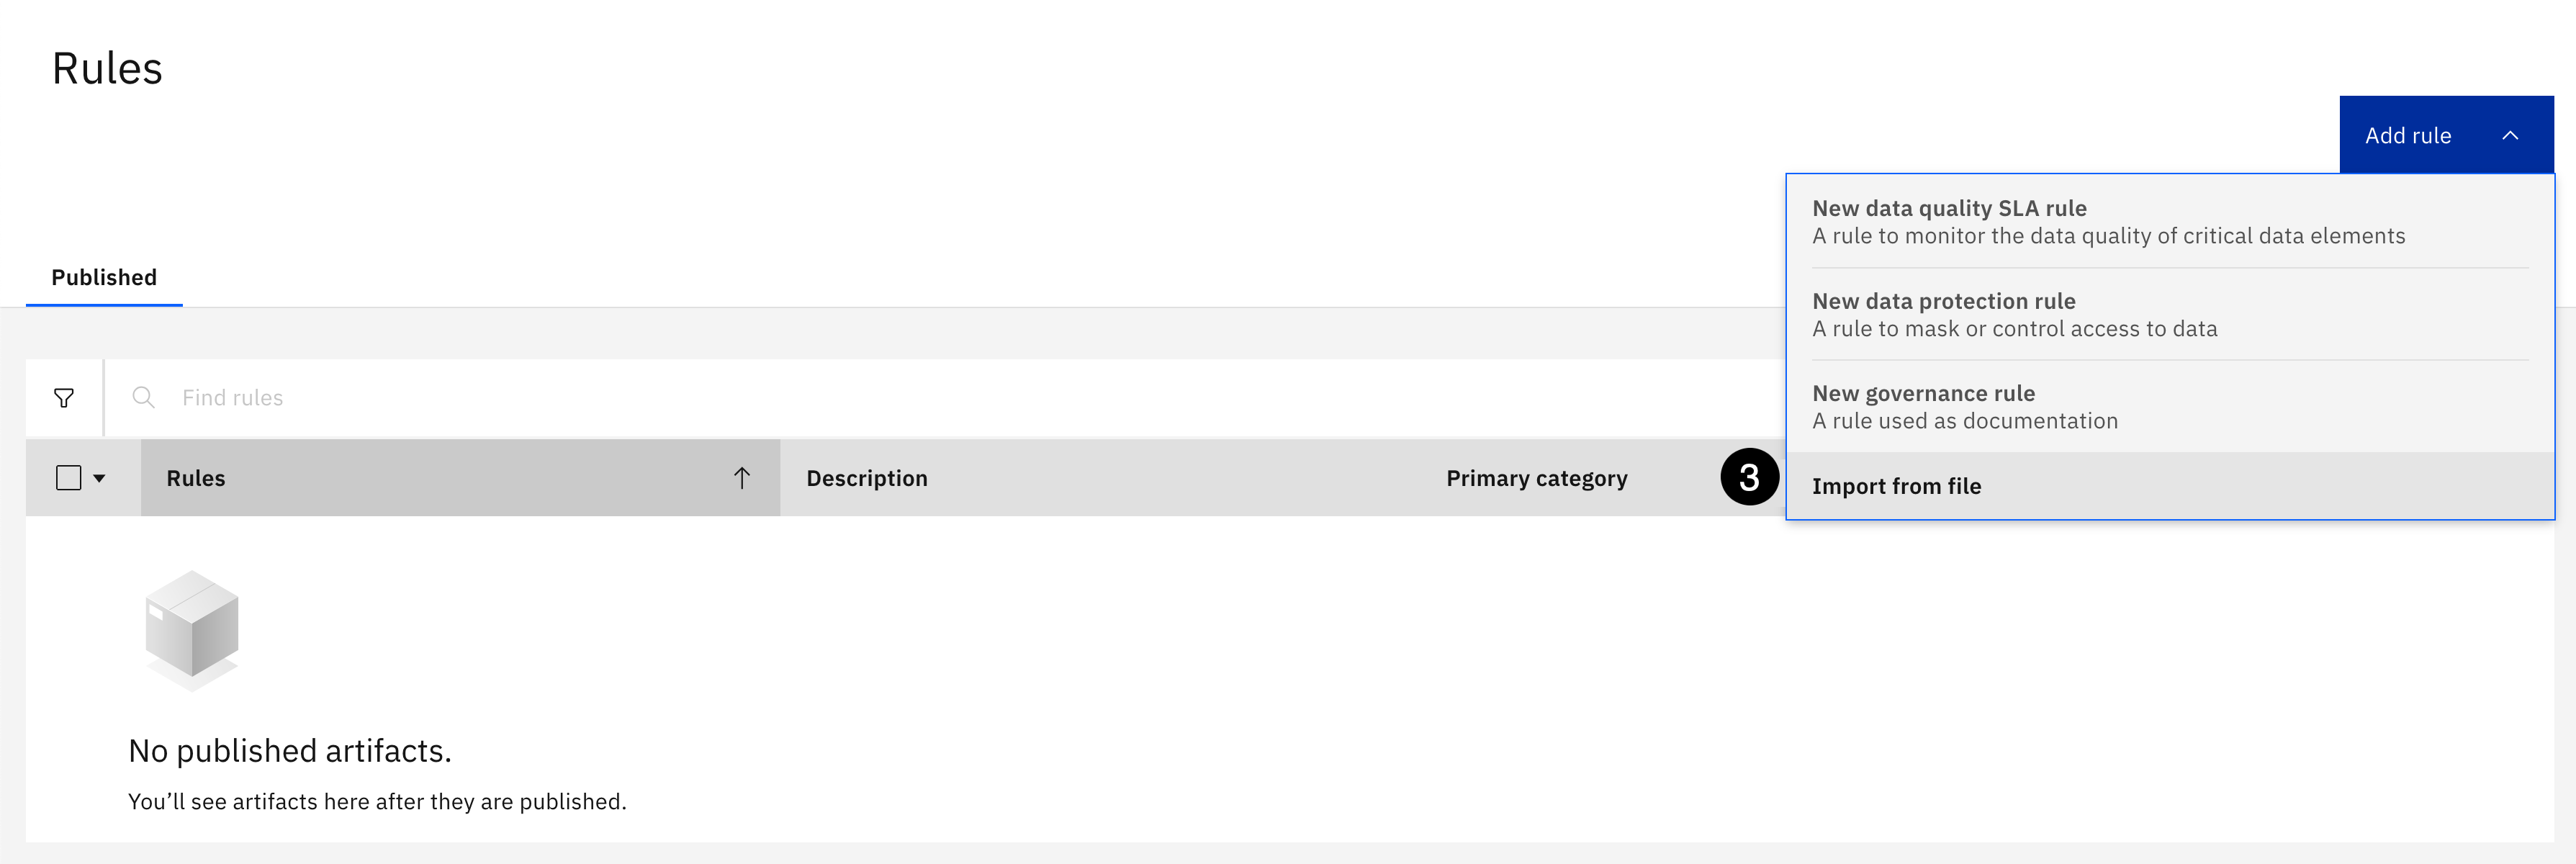 Rules
Add rule
New data quality SLA rule
A rule to monitor the data quality of critical data elements
New data protection rule
A rule to mask or control access to data
New governance rule
A rule used as documentation
Import from file
Published
Find rules
Rules
Description
Primary category
3
No published artifacts.
You’ll see artifacts here after they are published.